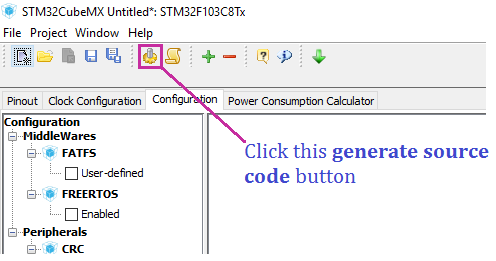 STM32CubeMX Untitled*: STM32F103C8Tx
File Project Window Help
Pinout Clock Configuration Configuration Power Consumption Calculator
Configuration
MiddleWares
FATFS
User-defined
FREERTOS
Enabled
Peripherals
CRC
Click this generate source
code button